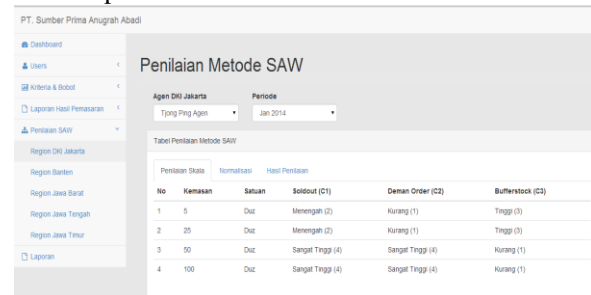 PT. Sumber Prima Anugrah Abadi
Dashboard
Users
Kriteria & Bobot
Laporan Hasil Pemasaran
Penilaian SAW
Region DKI Jakarta
Region Banten
Region Jawa Barat
Region Jawa Tengah
Region Jawa Timur
Laporan
Penilaian Metode SAW
Agen DKI Jakarta Periode
Tjong Ping Agen Jan 2014
Tabel Penilaian Metode SAW
Penilaian Skala Normalisasi Hasil Penilaian
No Kemasan Satuan Soldout (C1) Deman Order (C2) Bufferstock (C3)
1 5 Duz Menengah (2) Kurang (1) Tinggi (3)
2 25 Duz Menengah (2) Kurang (1) Tinggi (3)
3 50 Duz Sangat Tinggi (4) Sangat Tinggi (4) Kurang (1)
4 100 Duz Sangat Tinggi (4) Sangat Tinggi (4) Kurang (1)